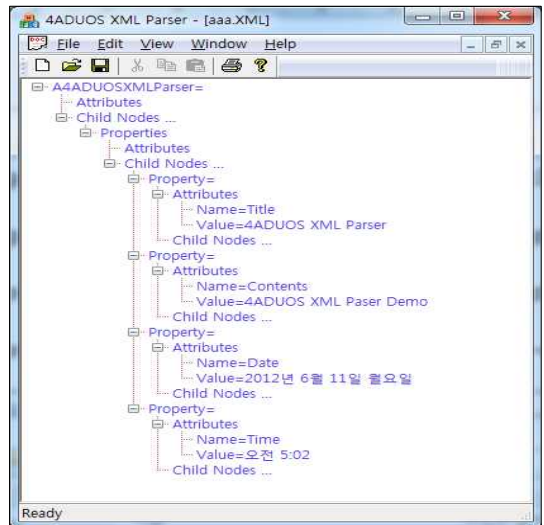 4ADUOS XML Parser - [aaa.XML]
File Edit View Window Help
A4ADUOSXMLParser=
Attributes
Child Nodes ...
Properties
Attributes
Child Nodes ...
Property=
Attributes
Name=Title
Value=4ADUOS XML Parser
Child Nodes ...
Property=
Attributes
Name=Contents
Value=4ADUOS XML Paser Demo
Child Nodes ...
Property=
Attributes
Name=Date
Value=2012년 6월 11일 월요일
Child Nodes ...
Property=
Attributes
Name=Time
Value=오전 5:02
Child Nodes ...
Ready